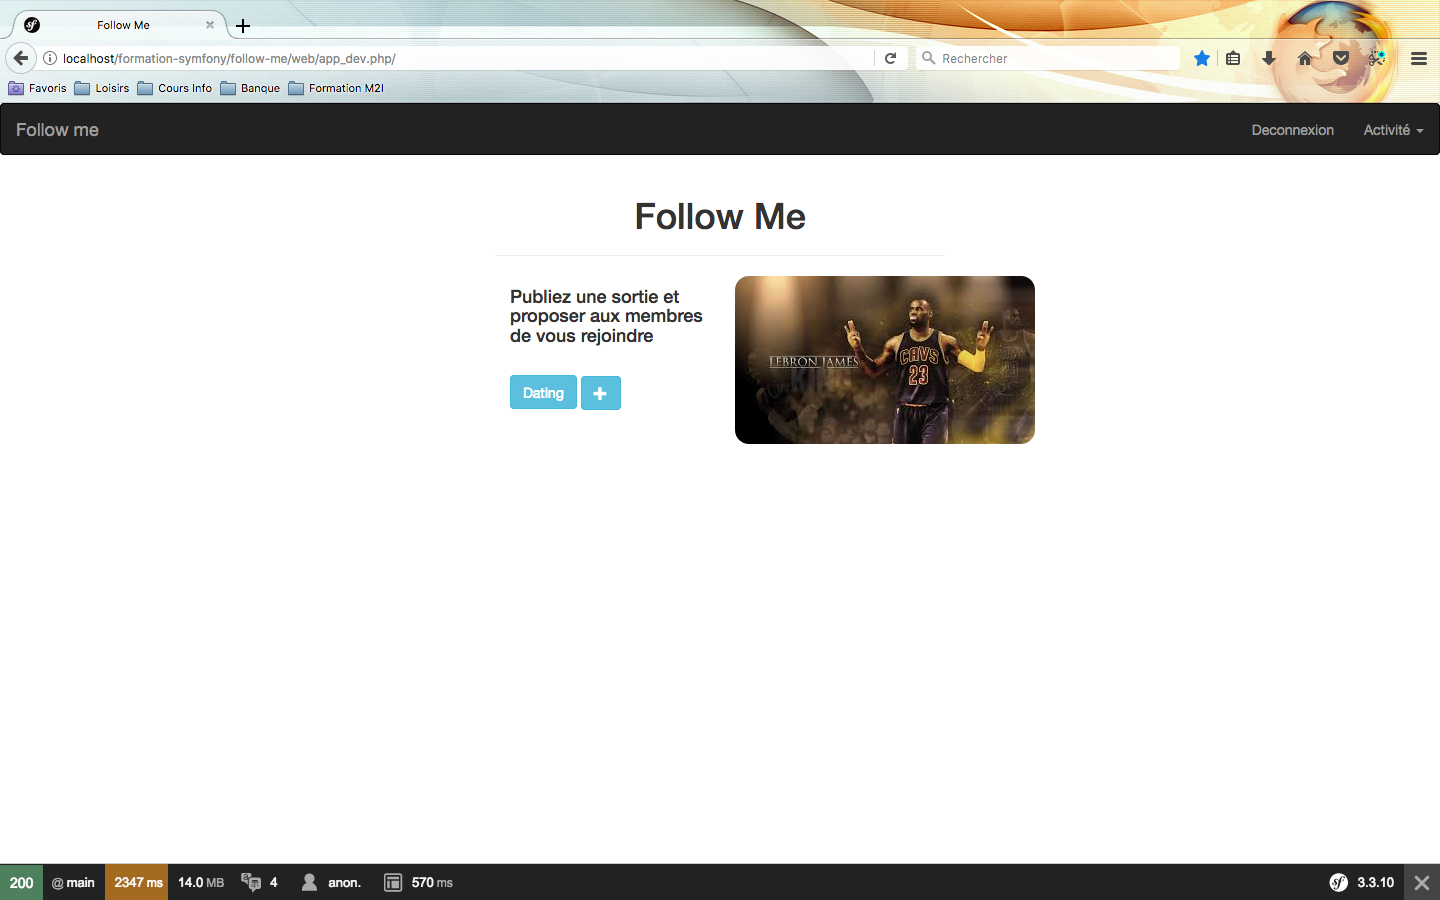 Follow Me
localhost/formation-symfony/follow-me/web/app_dev.php/
Rechercher
Favoris Loisirs Cours Info Banque Formation M2I
Follow me Deconnexion Activité
Follow Me
Publiez une sortie et
proposer aux membres
de vous rejoindre
LEBRON JAMES
CAVS
23
Dating
200 @ main 2347 ms 14.0 MB 4 anon. 570 ms sf 3.3.10